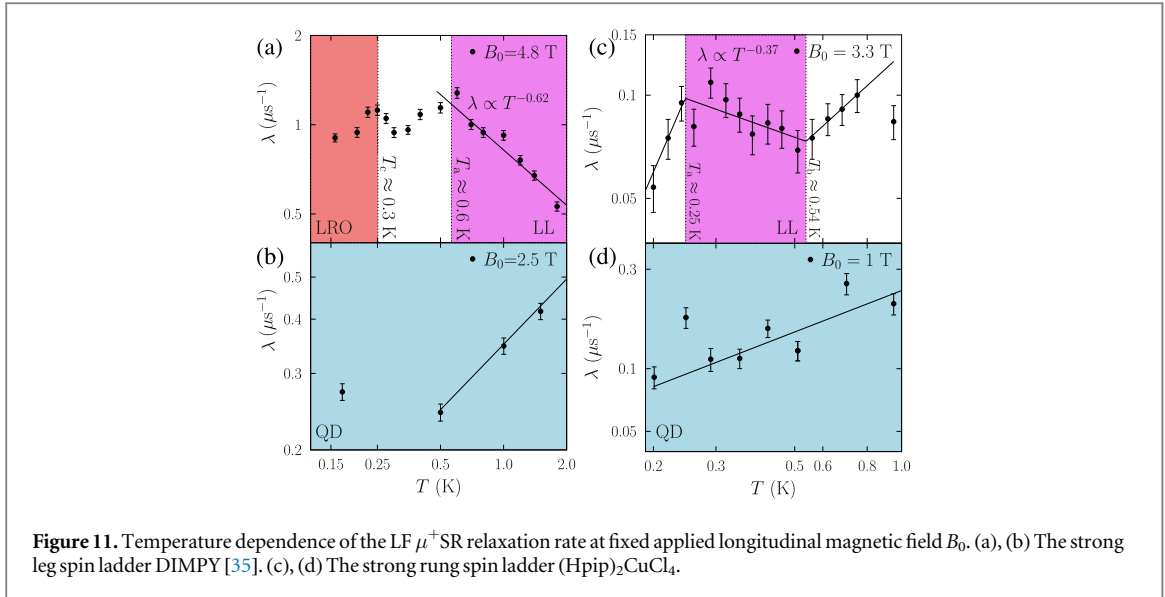 (a)
2
1
0.5
λ (μs⁻¹)
B₀=4.8 T
λ ∝ T⁻⁰·⁶²
T_c ≈ 0.3 K
T_a ≈ 0.6 K
LRO
LL
(b)
0.5
0.4
0.3
0.2
λ (μs⁻¹)
B₀=2.5 T
QD
0.15
0.25
0.5
1.0
2.0
T (K)
(c)
0.15
0.1
0.05
λ (μs⁻¹)
λ ∝ T⁻⁰·³⁷
B₀ = 3.3 T
T_a ≈ 0.25 K
T_b ≈ 0.54 K
LL
(d)
0.3
0.1
0.05
λ (μs⁻¹)
B₀ = 1 T
QD
0.2
0.3
0.5
0.6
1.0
T (K)
Figure 11. Temperature dependence of the LF μ⁺SR relaxation rate at fixed applied longitudinal magnetic field B₀. (a), (b) The strong
leg spin ladder DIMPY [35]. (c), (d) The strong rung spin ladder (Hpip)₂CuCl₄.